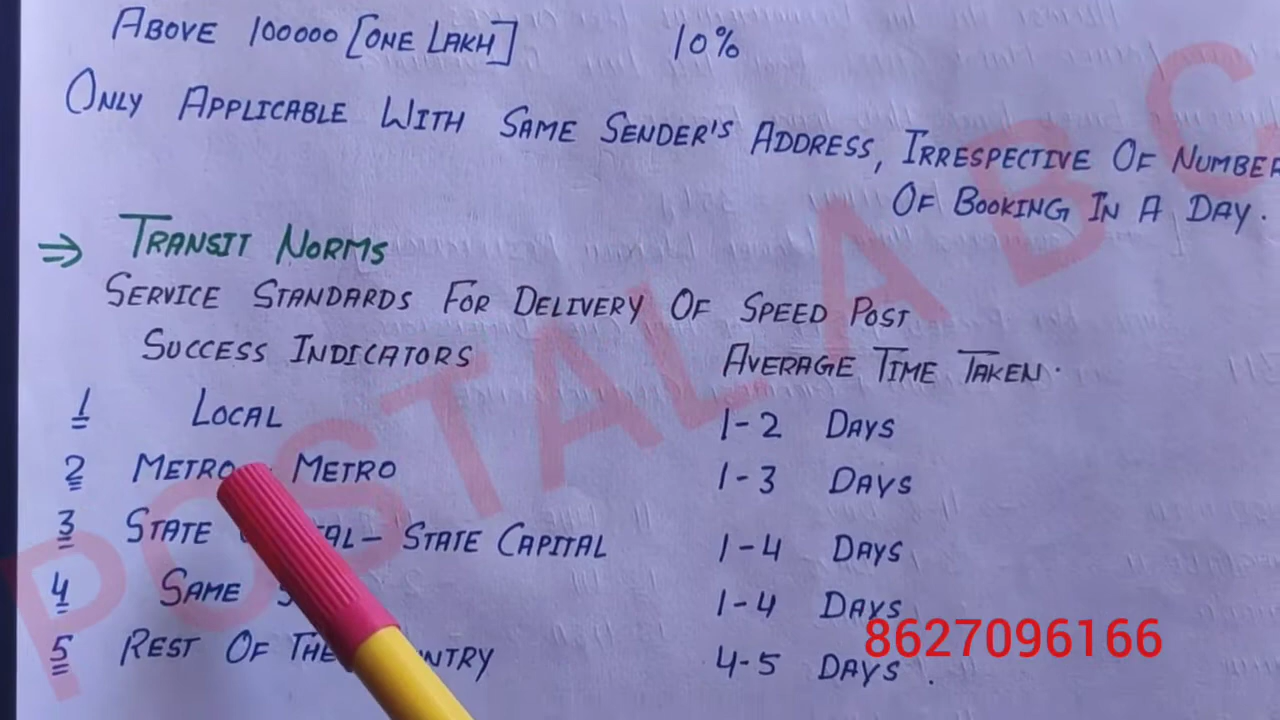 ABOVE 100000 [ONE LAKH] 10%
ONLY APPLICABLE WITH SAME SENDER'S ADDRESS, IRRESPECTIVE OF NUMBER
OF BOOKING IN A DAY.
⇒ TRANSIT NORMS
SERVICE STANDARDS FOR DELIVERY OF SPEED POST
SUCCESS INDICATORS AVERAGE TIME TAKEN.
1 LOCAL 1-2 DAYS
2 METRO - METRO 1-3 DAYS
3 STATE – STATE CAPITAL 1-4 DAYS
4 SAME 1-4 DAYS
5 REST OF THE 4-5 DAYS.
8627096166
POSTAL ABC